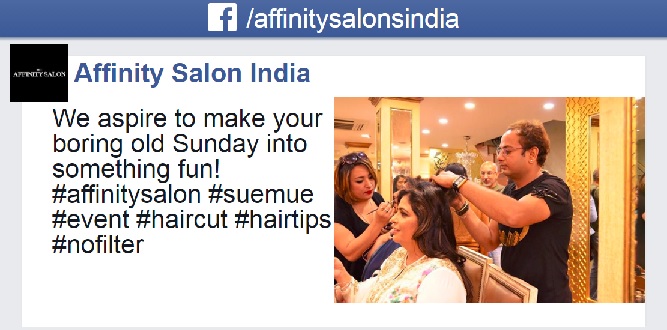 /affinitysalonsindia
AFFINITY SALON
Affinity Salon India
We aspire to make your
boring old Sunday into
something fun!
#affinitysalon #suemue
#event #haircut #hairtips
#nofilter